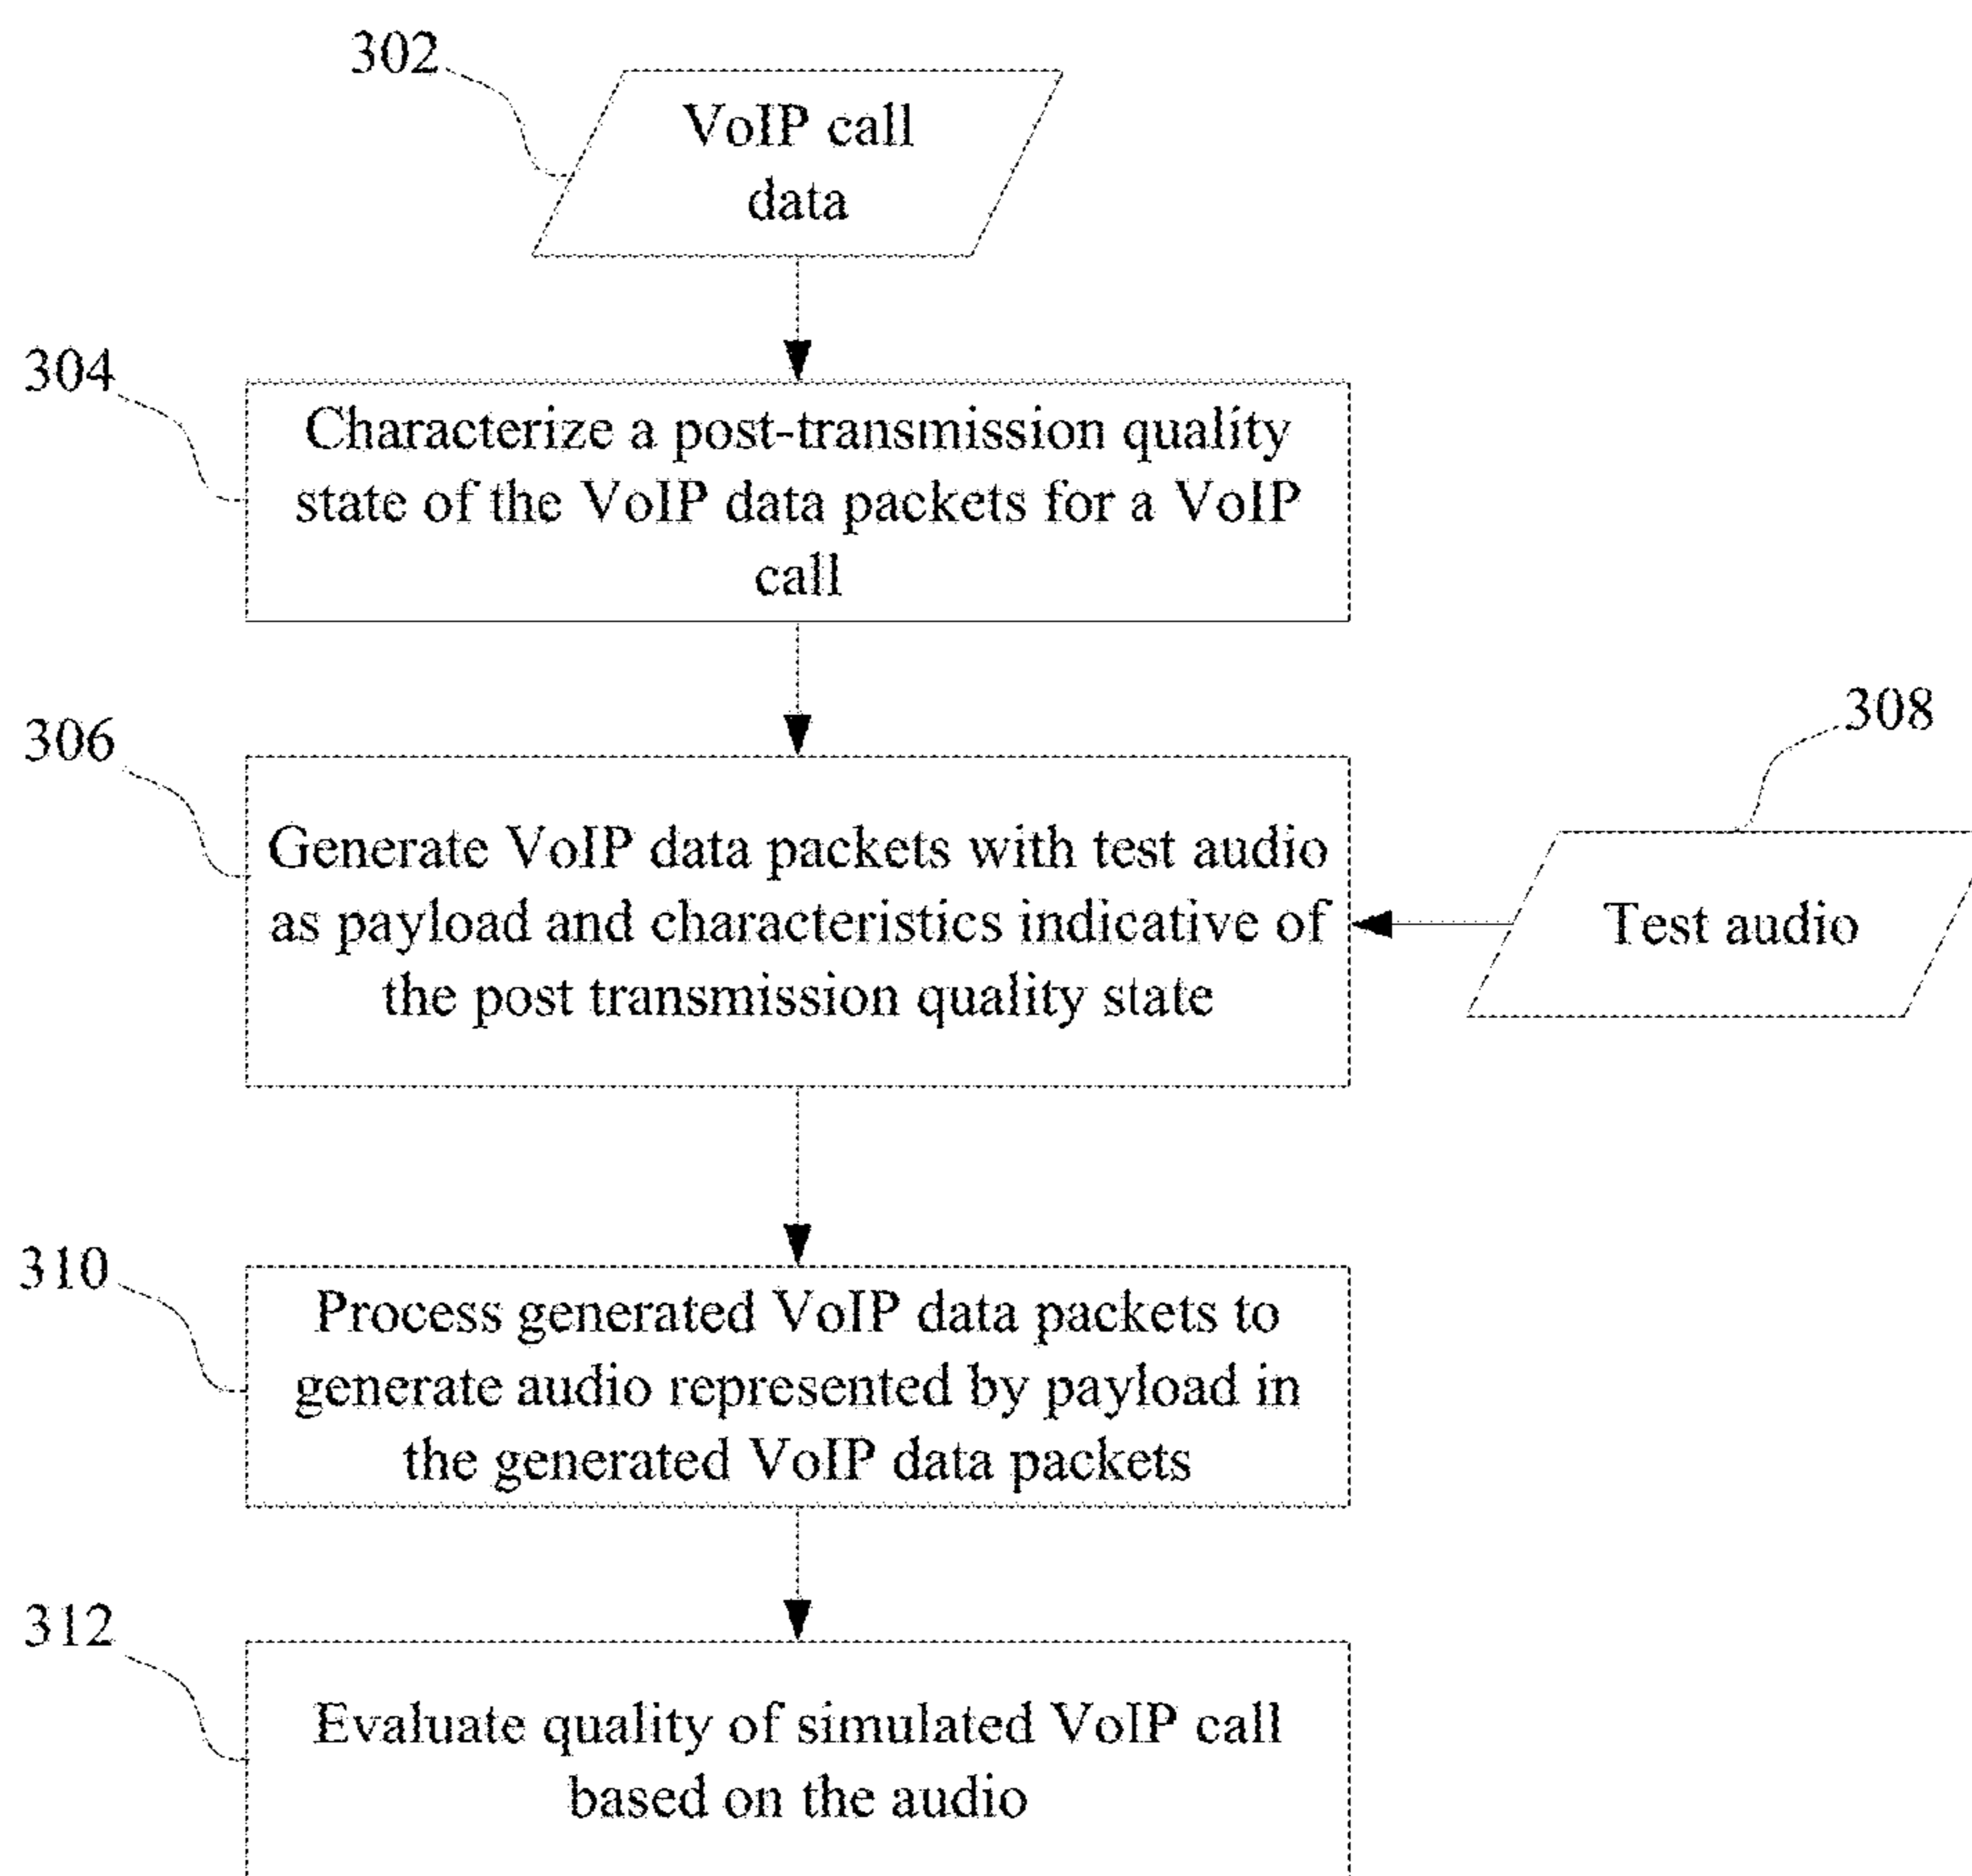 302
VoIP call
data
304
Characterize a post-transmission quality
state of the VoIP data packets for a VoIP
call
306
Generate VoIP data packets with test audio
as payload and characteristics indicative of
the post transmission quality state
308
Test audio
310
Process generated VoIP data packets to
generate audio represented by payload in
the generated VoIP data packets
312
Evaluate quality of simulated VoIP call
based on the audio